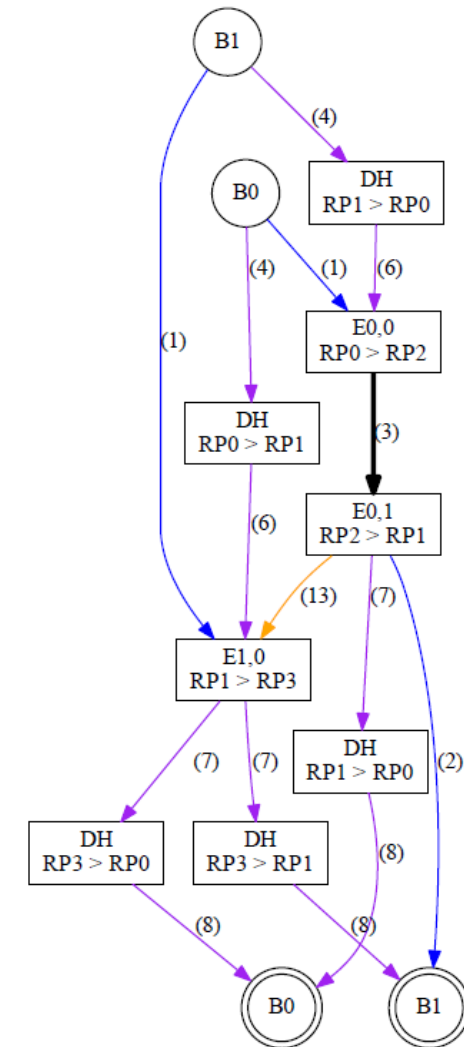 B1
(4)
DH
RP1 > RP0
B0
(4)
(1)
(6)
(1)
E0,0
RP0 > RP2
DH
RP0 > RP1
(3)
(6)
E0,1
RP2 > RP1
(13)
(7)
E1,0
RP1 > RP3
(7)
(7)
DH
RP1 > RP0
(2)
DH
RP3 > RP0
DH
RP3 > RP1
(8)
(8)
(8)
B0
B1